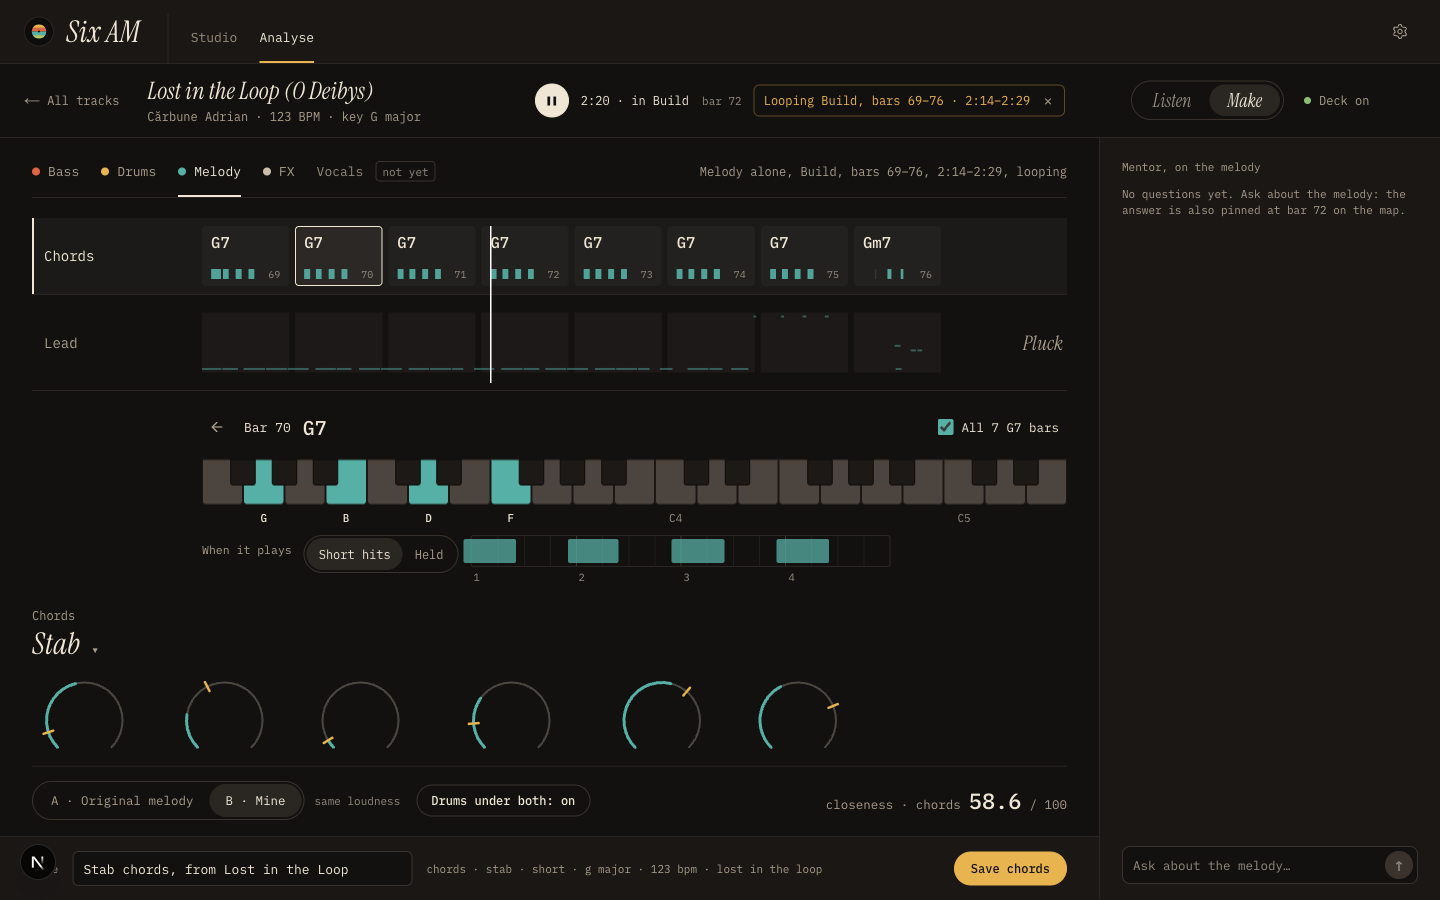 Six AM
Studio Analyse
← All tracks
Lost in the Loop (O Deibys)
Cărbune Adrian · 123 BPM · key G major
2:20 · in Build bar 72
Looping Build, bars 69–76 · 2:14–2:29 ×
Listen Make
Deck on
Bass Drums Melody FX Vocals not yet
Melody alone, Build, bars 69–76, 2:14–2:29, looping
Mentor, on the melody
No questions yet. Ask about the melody: the
answer is also pinned at bar 72 on the map.
Chords
G7 G7 G7 G7 G7 G7 G7 Gm7
69 70 71 72 73 74 75 76
Lead
Pluck
← Bar 70 G7
All 7 G7 bars
G B D F C4 C5
When it plays Short hits Held
1 2 3 4
Chords
Stab ▾
A · Original melody B · Mine same loudness Drums under both: on
closeness · chords 58.6 / 100
N
Stab chords, from Lost in the Loop
chords · stab · short · g major · 123 bpm · lost in the loop
Save chords
Ask about the melody… ↑